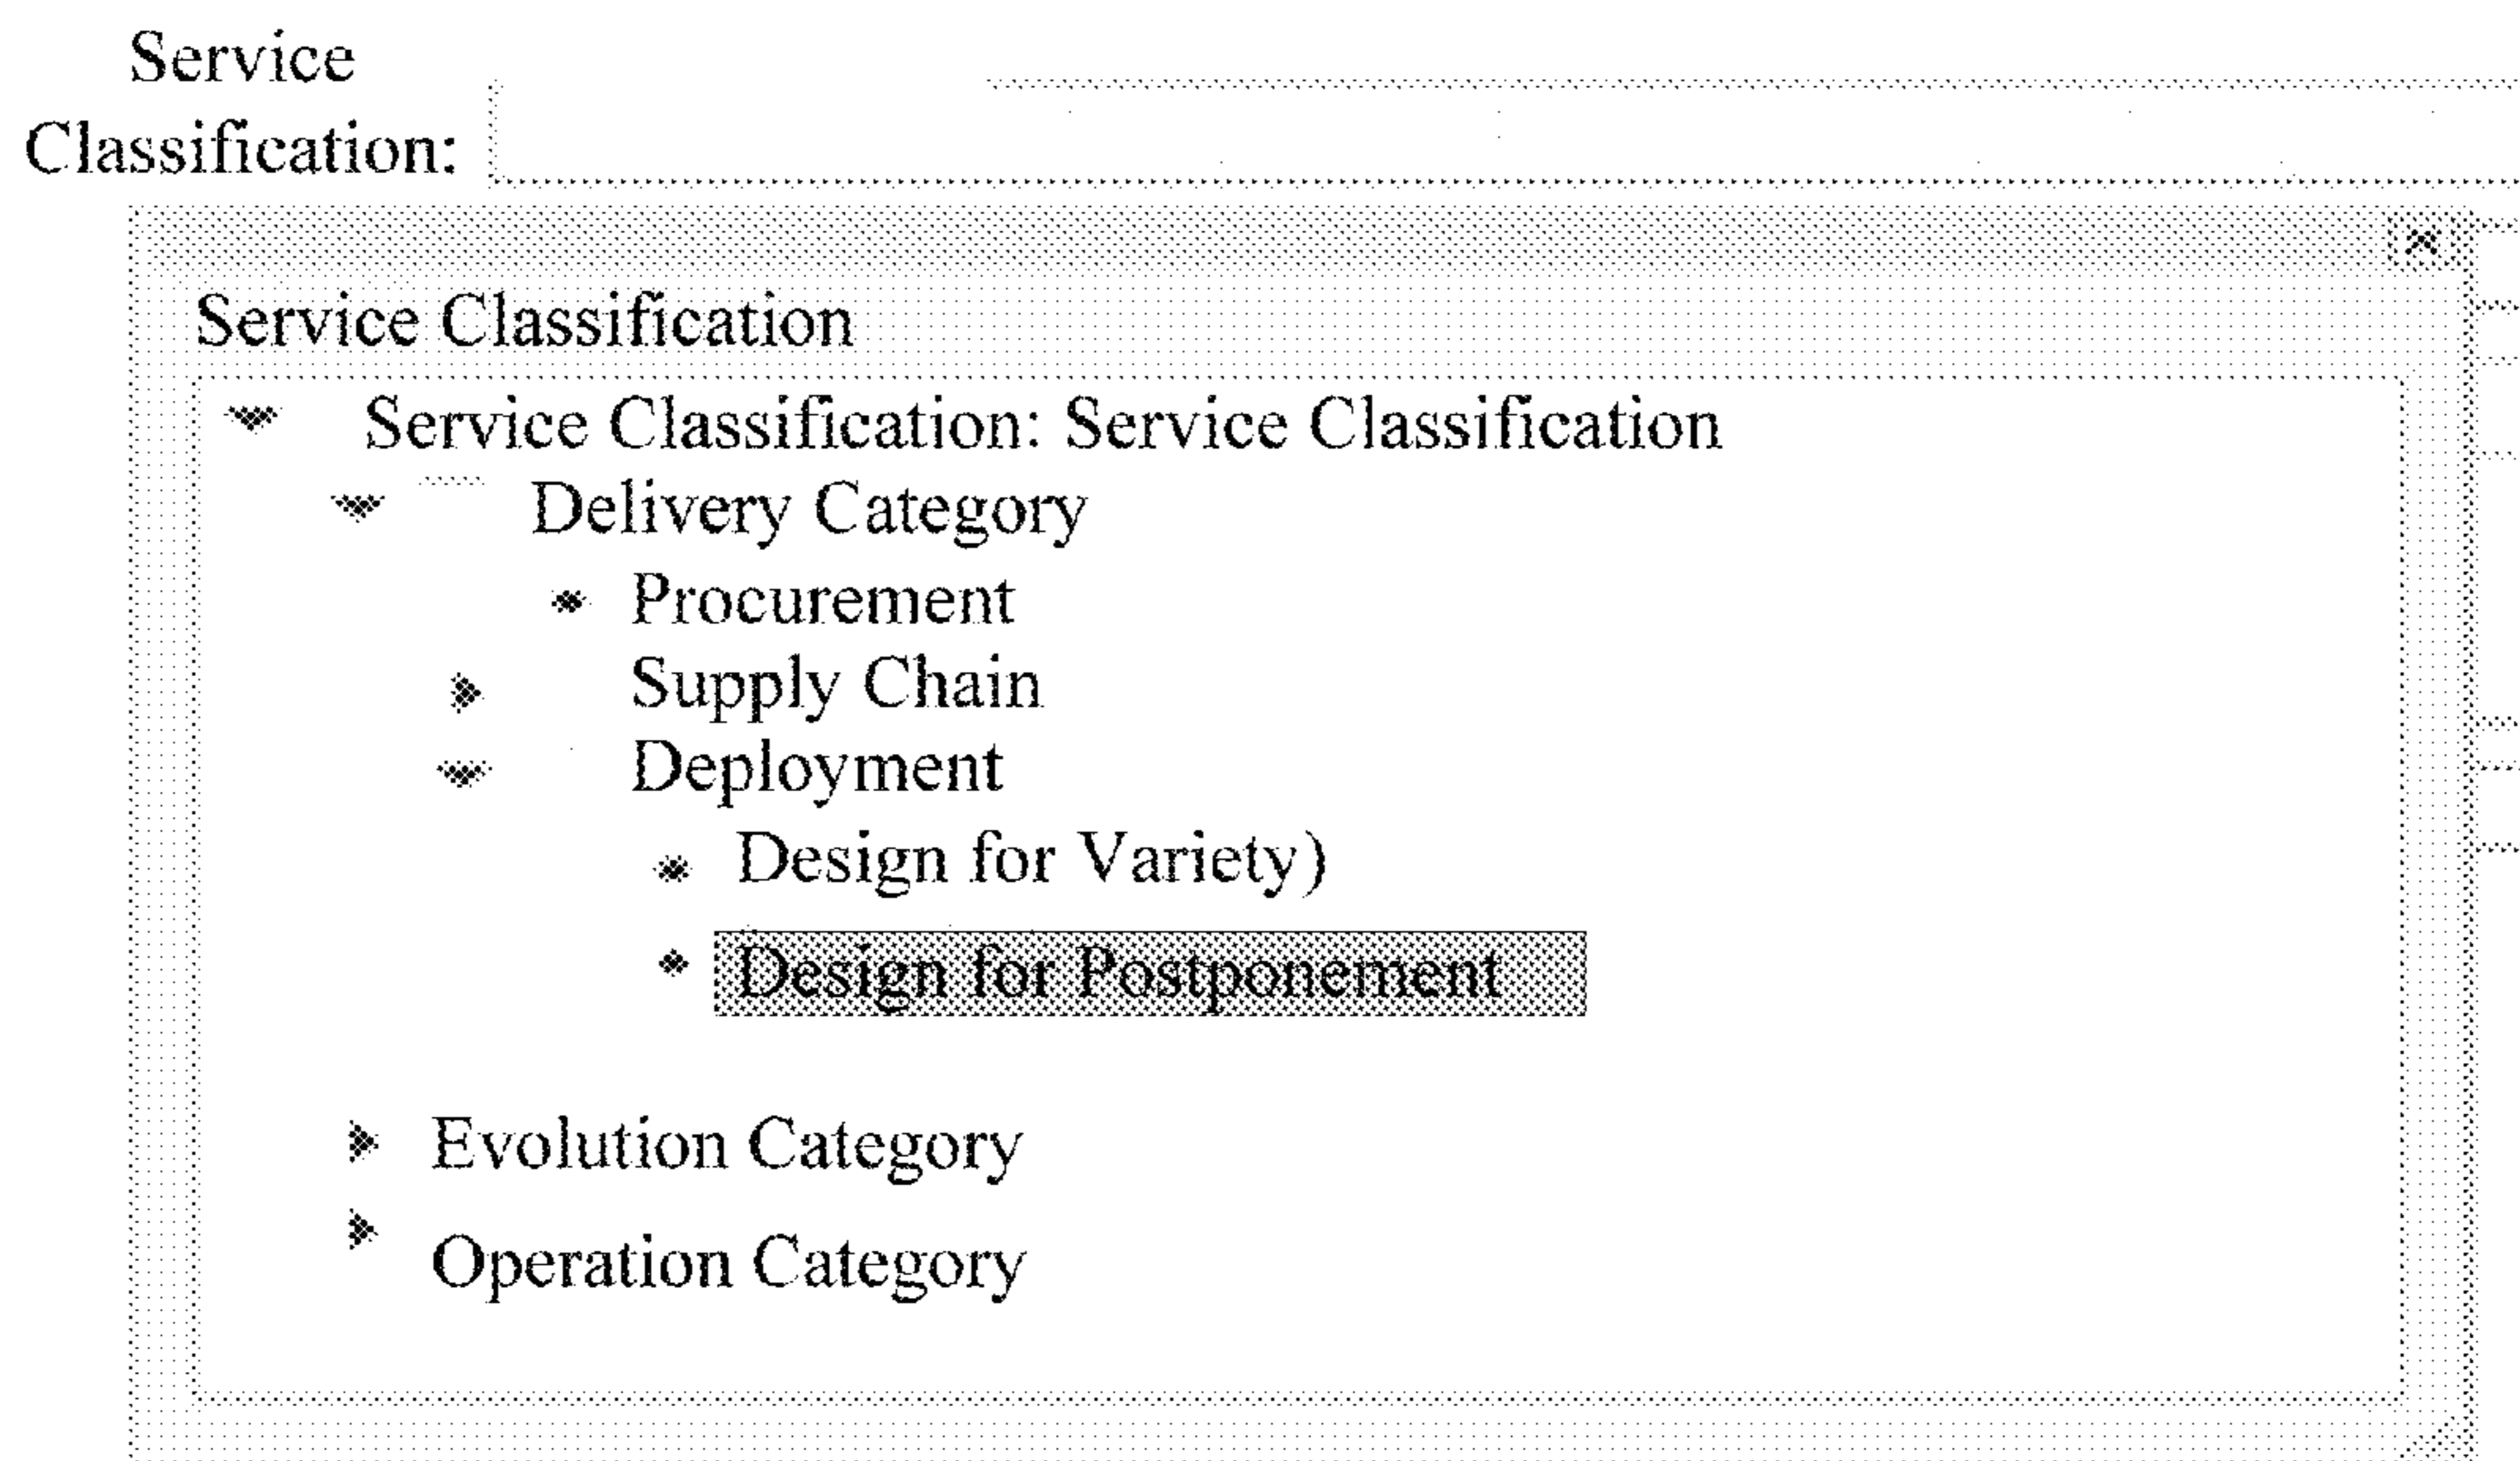 Service
Classification:
Service Classification
Service Classification: Service Classification
Delivery Category
Procurement
Supply Chain
Deployment
Design for Variety)
Design for Postponement
Evolution Category
Operation Category